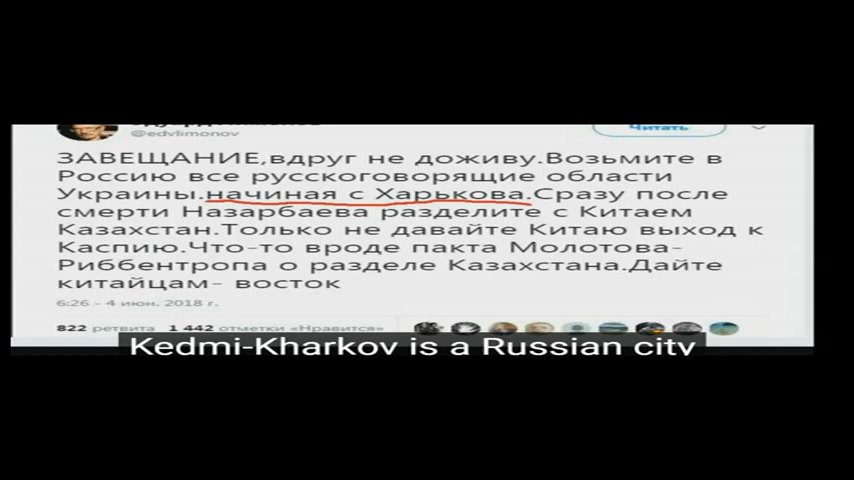 @edvlimonov
Читать
ЗАВЕЩАНИЕ,вдруг не доживу.Возьмите в
Россию все русскоговорящие области
Украины.начиная с Харькова.Сразу после
смерти Назарбаева разделите с Китаем
Казахстан.Только не давайте Китаю выход к
Каспию.Что-то вроде пакта Молотова-
Риббентропа о разделе Казахстана.Дайте
китайцам- восток
6:26 - 4 июн. 2018 г.
822 ретвита 1 442 отметки «Нравится»
Kedmi-Kharkov is a Russian city